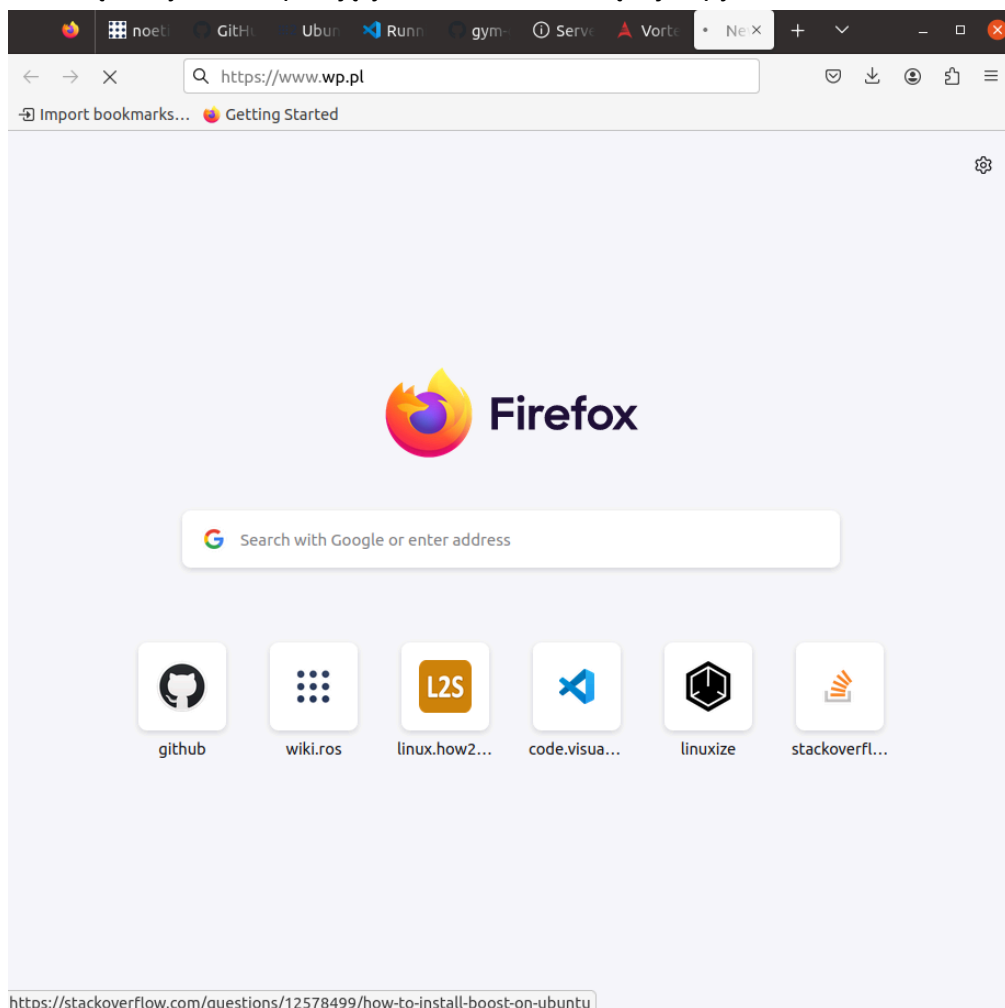 noeti GitHu Ubun Runn gym- Serve Vorte Ne
https://www.wp.pl
Import bookmarks… Getting Started
Firefox
Search with Google or enter address
L2S
github wiki.ros linux.how2… code.visua… linuxize stackoverfl…
https://stackoverflow.com/questions/12578499/how-to-install-boost-on-ubuntu